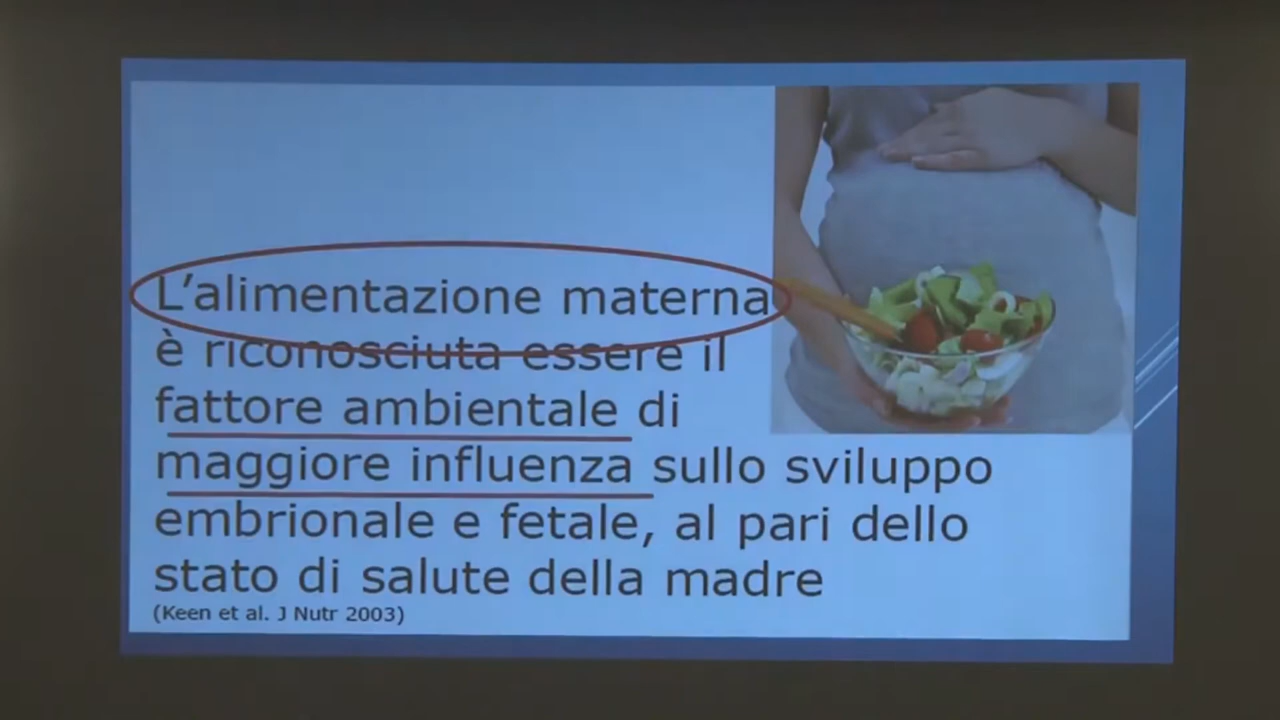 L’alimentazione materna
è riconosciuta essere il
fattore ambientale di
maggiore influenza sullo sviluppo
embrionale e fetale, al pari dello
stato di salute della madre
(Keen et al. J Nutr 2003)